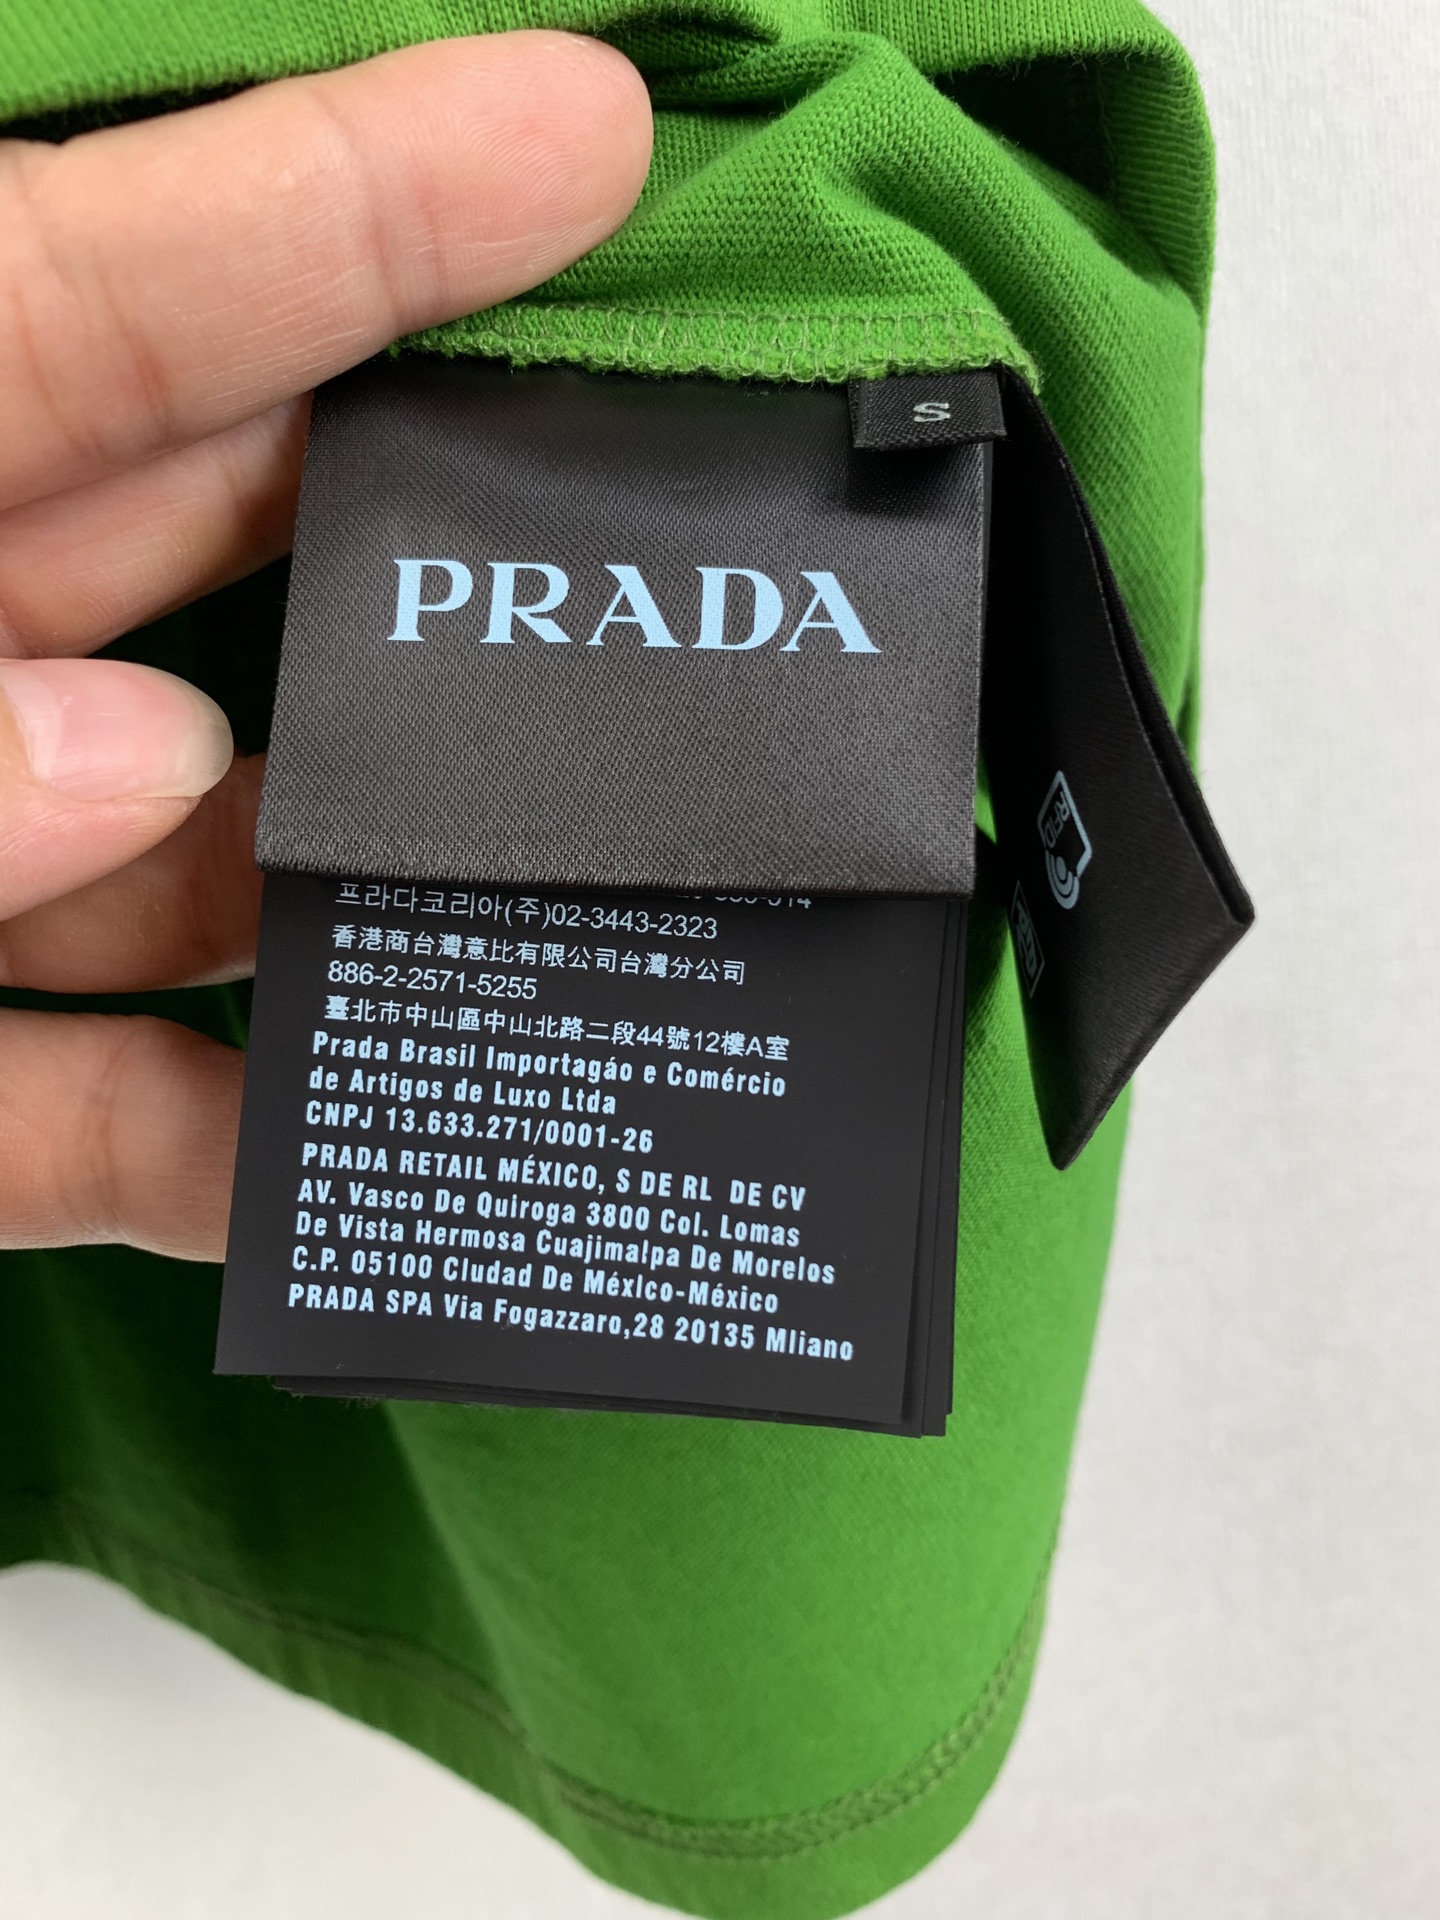 S
PRADA
RFID
프라다코리아(주)02-3443-2323
香港商台灣意比有限公司台灣分公司
886-2-2571-5255
臺北市中山區中山北路二段44號12樓A室
Prada Brasil Importagáo e Comércio
de Artigos de Luxo Ltda
CNPJ 13.633.271/0001-26
PRADA RETAIL MÉXICO, S DE RL DE CV
AV. Vasco De Quiroga 3800 Col. Lomas
De Vista Hermosa Cuajimalpa De Morelos
C.P. 05100 Cludad De Méxlco-México
PRADA SPA Via Fogazzaro,28 20135 Mliano